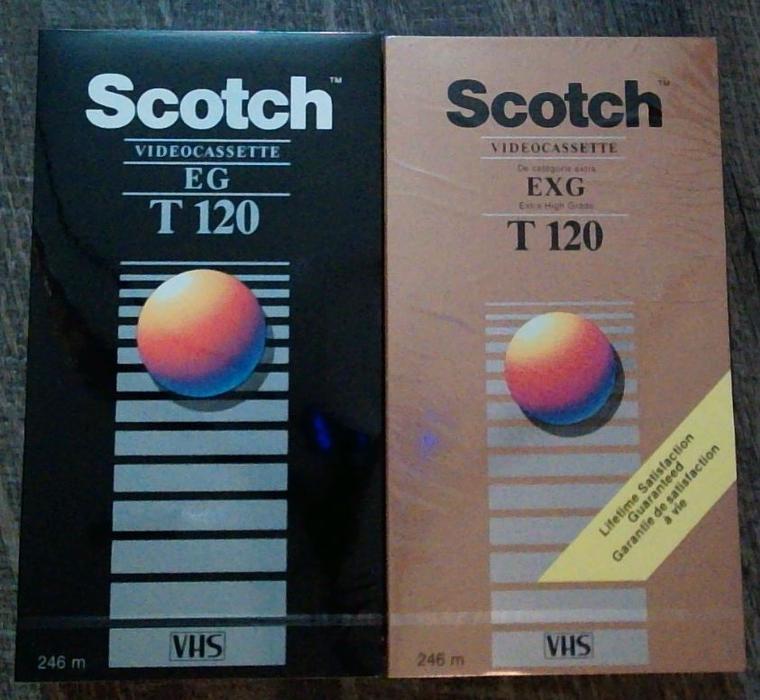 Scotch™
VIDEOCASSETTE
EG
T 120
VHS
246 m
Scotch™
VIDEOCASSETTE
De catégorie extra
EXG
Extra High Grade
T 120
Lifetime Satisfaction
Guaranteed
Garantie de satisfaction
à vie
VHS
246 m